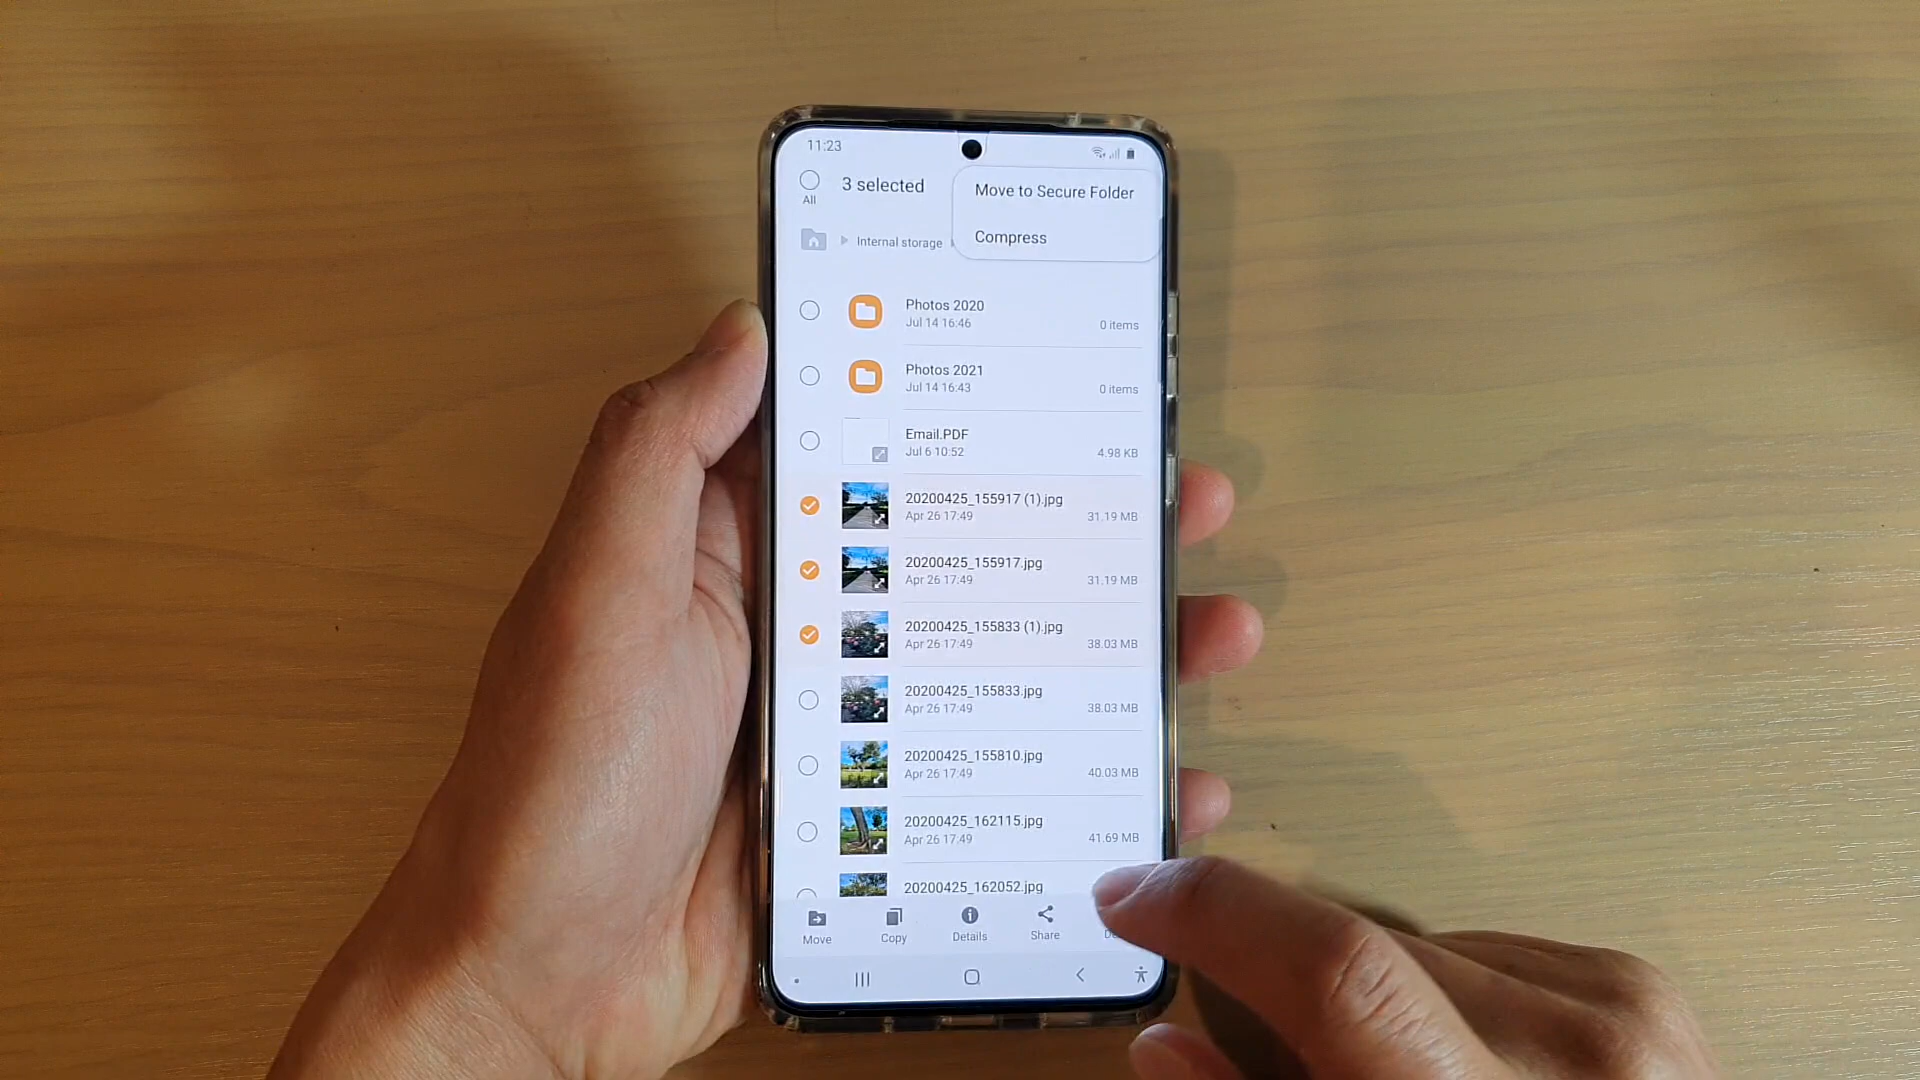 11:23
All
3 selected
Move to Secure Folder
Compress
Internal storage
Photos 2020
Jul 14 16:46
0 items
Photos 2021
Jul 14 16:43
0 items
Email.PDF
Jul 6 10:52
4.98 KB
20200425_155917 (1).jpg
Apr 26 17:49
31.19 MB
20200425_155917.jpg
Apr 26 17:49
31.19 MB
20200425_155833 (1).jpg
Apr 26 17:49
38.03 MB
20200425_155833.jpg
Apr 26 17:49
38.03 MB
20200425_155810.jpg
Apr 26 17:49
40.03 MB
20200425_162115.jpg
Apr 26 17:49
41.69 MB
20200425_162052.jpg
Move
Copy
Details
Share